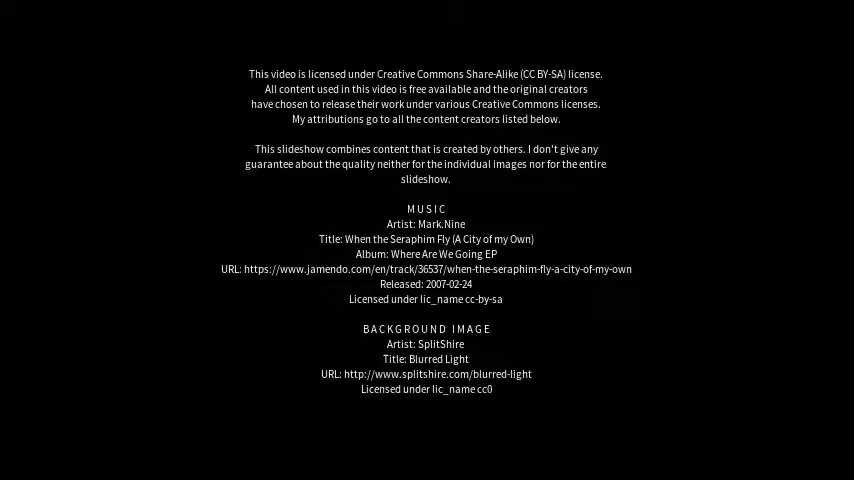 This video is licensed under Creative Commons Share-Alike (CC BY-SA) license.
All content used in this video is free available and the original creators
have chosen to release their work under various Creative Commons licenses.
My attributions go to all the content creators listed below.
This slideshow combines content that is created by others. I don't give any
guarantee about the quality neither for the individual images nor for the entire
slideshow.
MUSIC
Artist: Mark.Nine
Title: When the Seraphim Fly (A City of my Own)
Album: Where Are We Going EP
URL: https://www.jamendo.com/en/track/36537/when-the-seraphim-fly-a-city-of-my-own
Released: 2007-02-24
Licensed under lic_name cc-by-sa
BACKGROUND IMAGE
Artist: SplitShire
Title: Blurred Light
URL: http://www.splitshire.com/blurred-light
Licensed under lic_name cc0